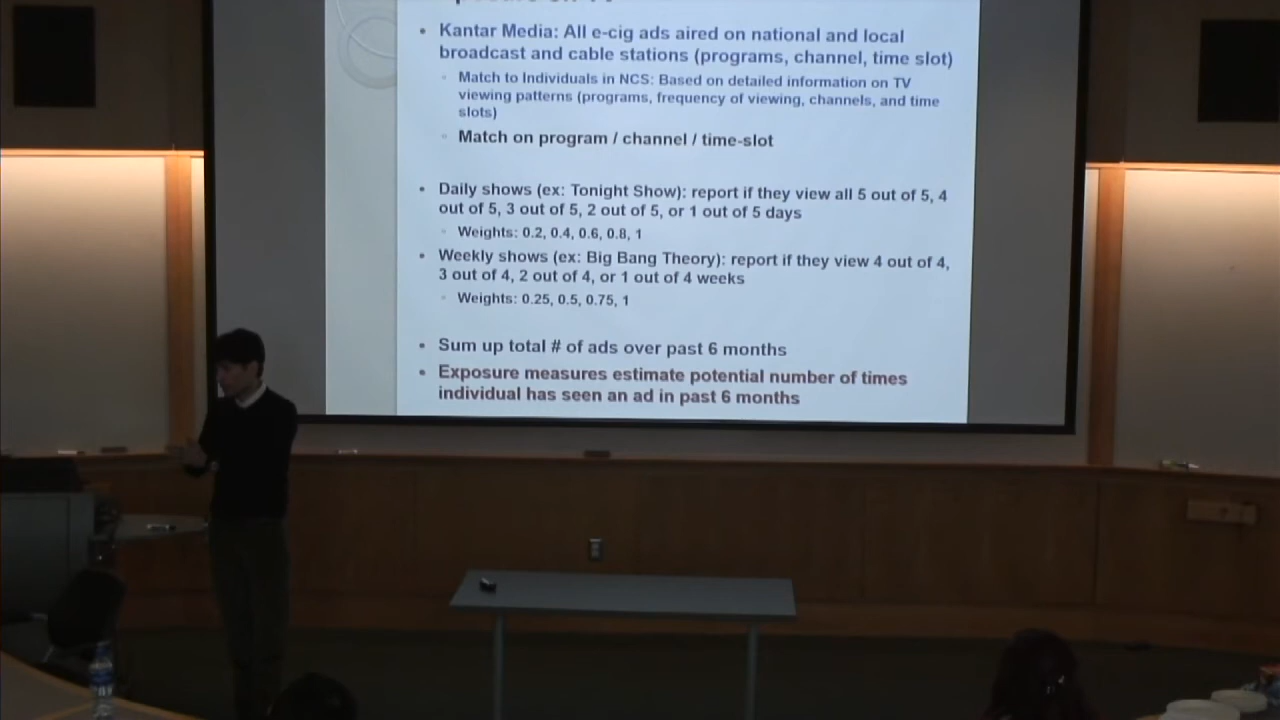 Kantar Media: All e-cig ads aired on national and local
broadcast and cable stations (programs, channel, time slot)
Match to Individuals in NCS: Based on detailed information on TV
viewing patterns (programs, frequency of viewing, channels, and time
slots)
Match on program / channel / time-slot
Daily shows (ex: Tonight Show): report if they view all 5 out of 5, 4
out of 5, 3 out of 5, 2 out of 5, or 1 out of 5 days
Weights: 0.2, 0.4, 0.6, 0.8, 1
Weekly shows (ex: Big Bang Theory): report if they view 4 out of 4,
3 out of 4, 2 out of 4, or 1 out of 4 weeks
Weights: 0.25, 0.5, 0.75, 1
Sum up total # of ads over past 6 months
Exposure measures estimate potential number of times
individual has seen an ad in past 6 months